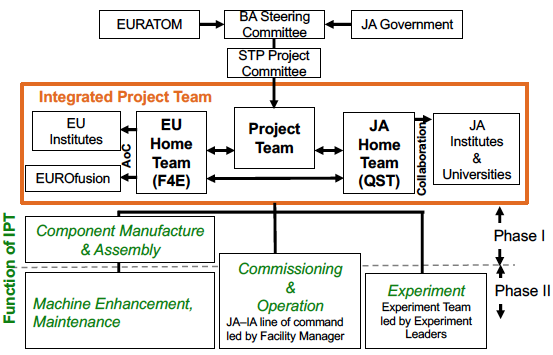 EURATOM
BA Steering
Committee
JA Government
STP Project
Committee
Integrated Project Team
EU
Institutes
EUROfusion
AoC
EU
Home
Team
(F4E)
Project
Team
JA
Home
Team
(QST)
Collaboration
JA
Institutes
&
Universities
Function of IPT
Component Manufacture
& Assembly
Phase I
Phase II
Machine Enhancement,
Maintenance
Commissioning
&
Operation
JA–IA line of command
led by Facility Manager
Experiment
Experiment Team
led by Experiment
Leaders